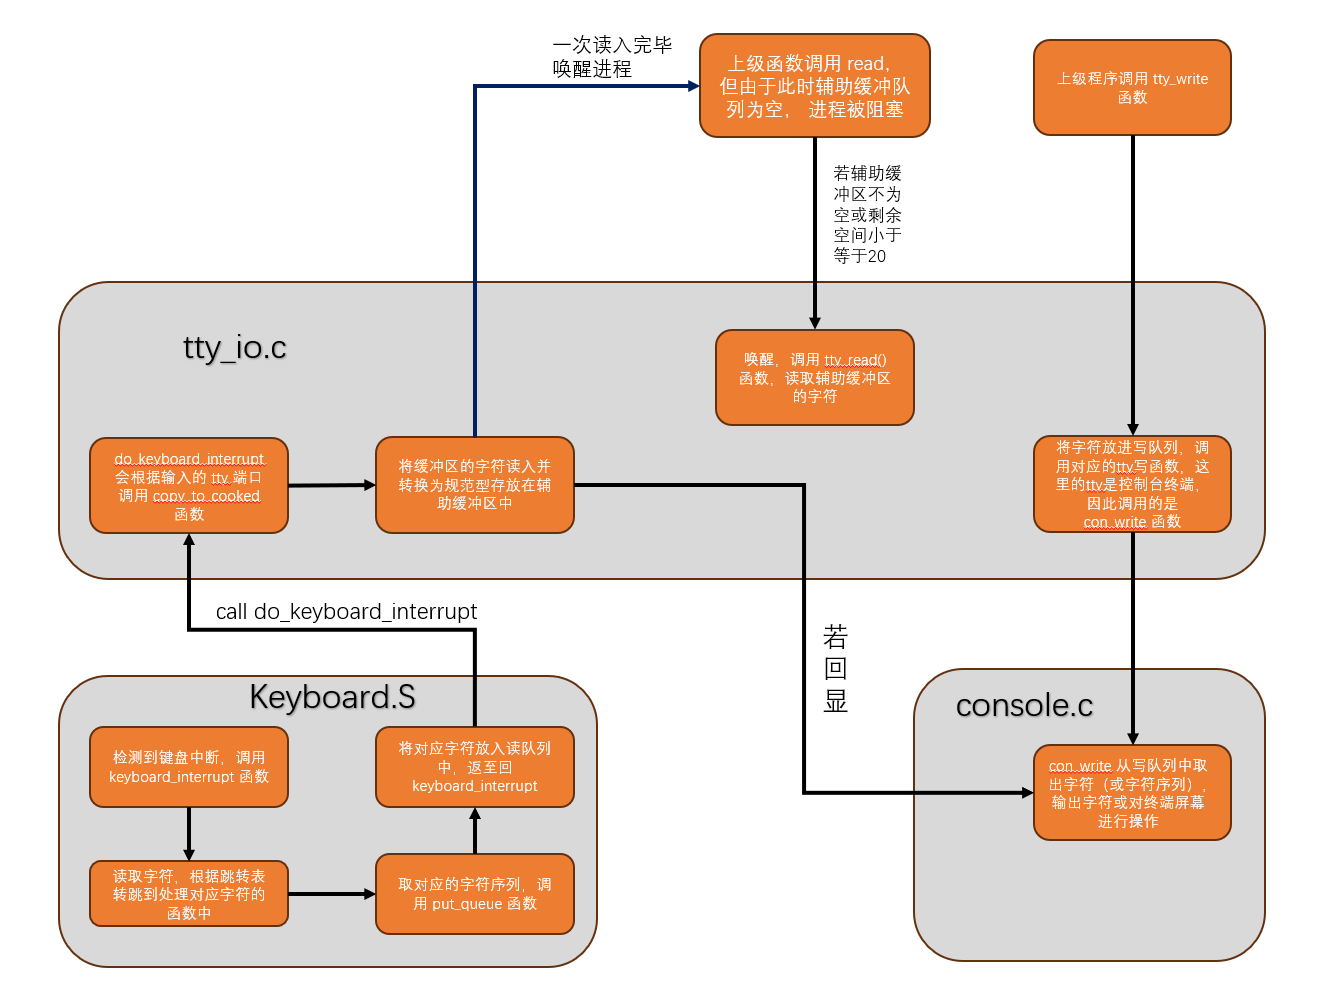 一次读入完毕
唤醒进程
上级函数调用 read，
但由于此时辅助缓冲队
列为空， 进程被阻塞
上级程序调用 tty_write
函数
若辅助缓
冲区不为
空或剩余
空间小于
等于20
tty_io.c
唤醒，调用 tty_read()
函数，读取辅助缓冲区
的字符
do_keyboard_interrupt
会根据输入的 tty 端口
调用 copy_to_cooked
函数
将缓冲区的字符读入并
转换为规范型存放在辅
助缓冲区中
将字符放进写队列，调
用对应的tty写函数，这
里的tty是控制台终端，
因此调用的是
con_write 函数
call do_keyboard_interrupt
若
回
显
Keyboard.S
console.c
检测到键盘中断，调用
keyboard_interrupt 函数
将对应字符放入读队列
中，返至回
keyboard_interrupt
con_write 从写队列中取
出字符（或字符序列），
输出字符或对终端屏幕
进行操作
读取字符，根据跳转表
转跳到处理对应字符的
函数中
取对应的字符序列，调
用 put_queue 函数